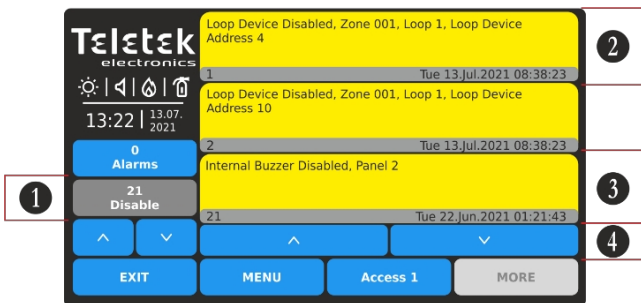 Teletek
electronics
13:22 13.07.
2021
0
Alarms
21
Disable
EXIT
Loop Device Disabled, Zone 001, Loop 1, Loop Device
Address 4
1 Tue 13.Jul.2021 08:38:23
Loop Device Disabled, Zone 001, Loop 1, Loop Device
Address 10
2 Tue 13.Jul.2021 08:38:23
Internal Buzzer Disabled, Panel 2
21 Tue 22.Jun.2021 01:21:43
MENU
Access 1
MORE
1
2
3
4